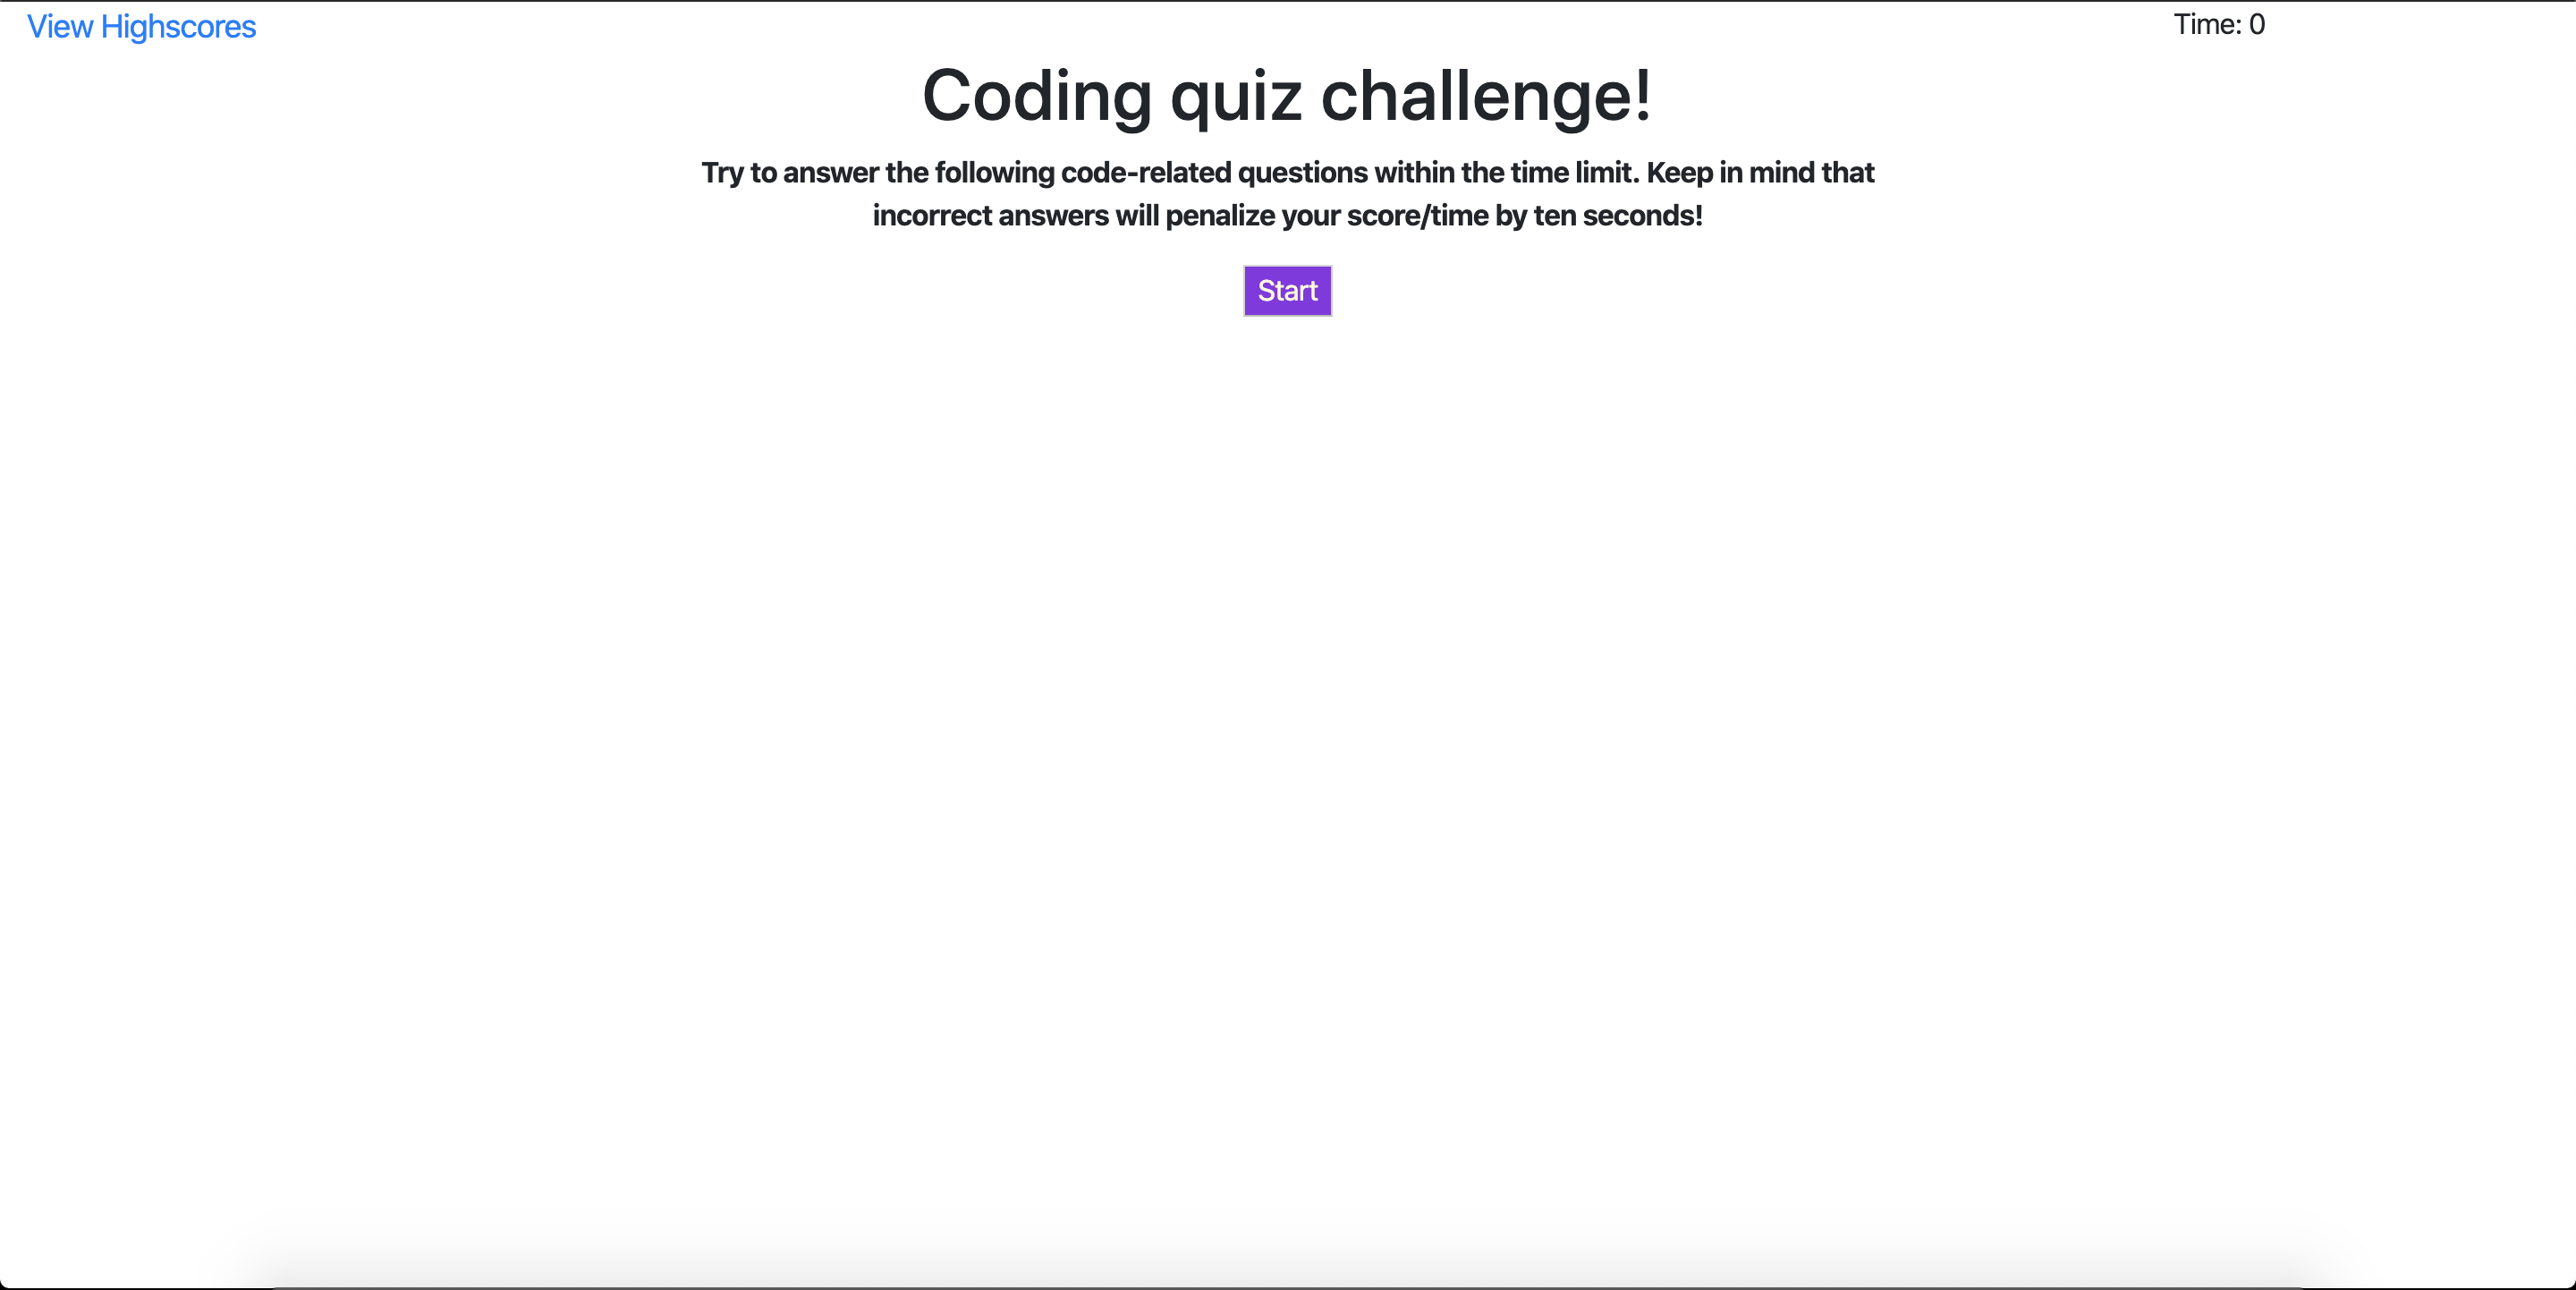 View Highscores
Time: 0
Coding quiz challenge!
Try to answer the following code-related questions within the time limit. Keep in mind that
incorrect answers will penalize your score/time by ten seconds!
Start